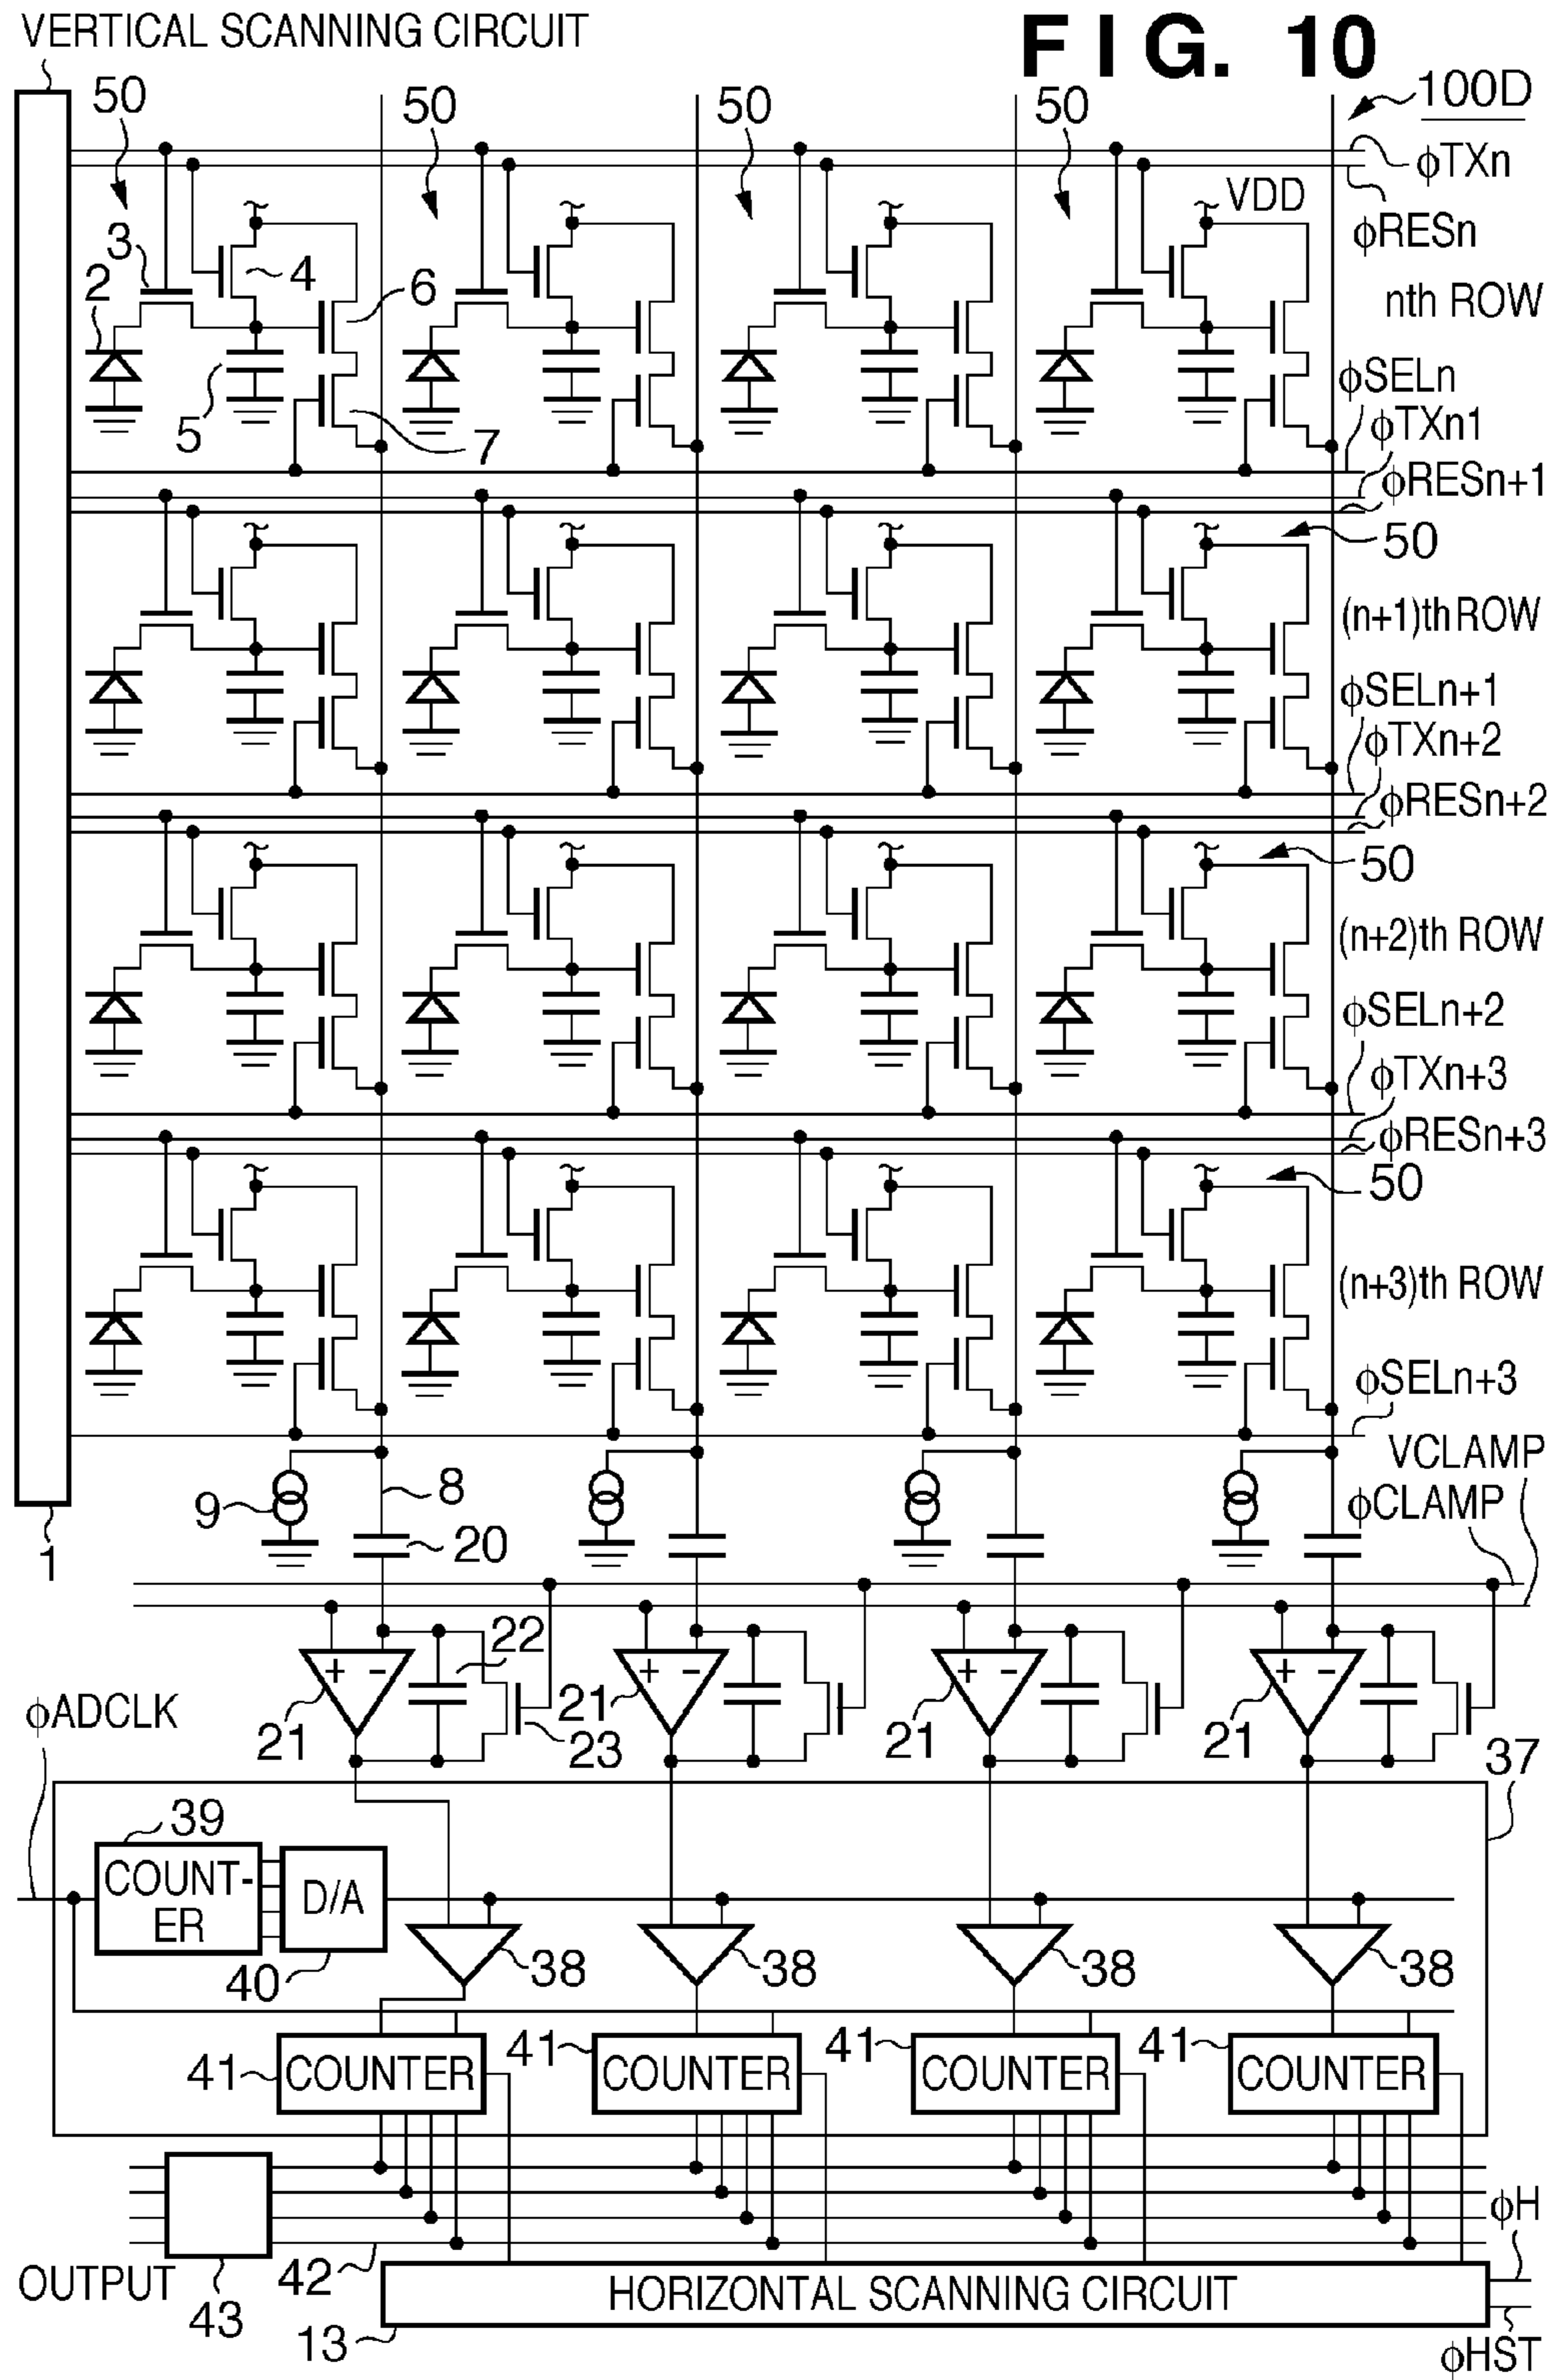 VERTICAL SCANNING CIRCUIT
FIG. 10
50
50
50
50
100D
ϕTXn
VDD
ϕRESn
3
2
4
6
nth ROW
5
7
ϕSELn
ϕTXn1
ϕRESn+1
50
(n+1)th ROW
ϕSELn+1
ϕTXn+2
ϕRESn+2
50
(n+2)th ROW
ϕSELn+2
ϕTXn+3
ϕRESn+3
50
(n+3)th ROW
ϕSELn+3
VCLAMP
ϕCLAMP
9
8
20
1
22
+ −
+ −
+ −
+ −
ϕADCLK
21
23
21
21
21
37
39
COUNT-
ER
D/A
40
38
38
38
38
41
COUNTER
41
COUNTER
41
COUNTER
41
COUNTER
ϕH
OUTPUT
43
42
HORIZONTAL SCANNING CIRCUIT
13
ϕHST